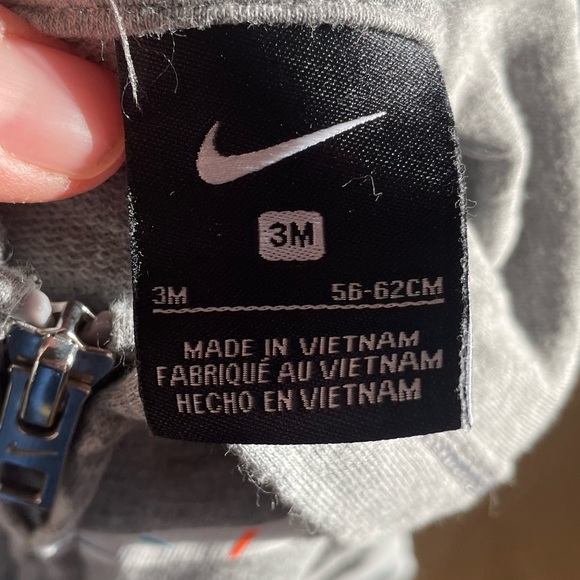 3M
3M 56-62CM
MADE IN VIETNAM
FABRIQUÉ AU VIETNAM
HECHO EN VIETNAM